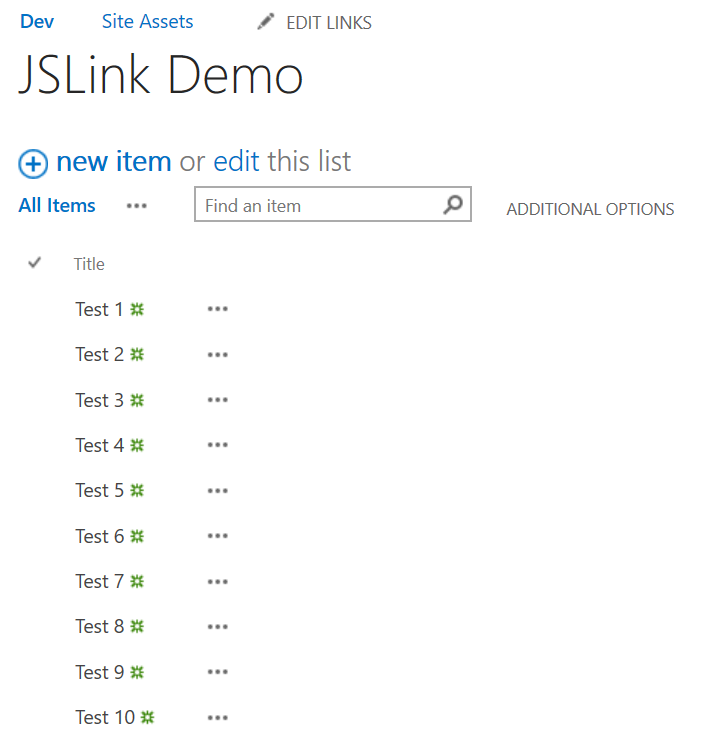 Dev Site Assets EDIT LINKS
JSLink Demo
new item or edit this list
All Items ••• Find an item ADDITIONAL OPTIONS
Title
Test 1 •••
Test 2 •••
Test 3 •••
Test 4 •••
Test 5 •••
Test 6 •••
Test 7 •••
Test 8 •••
Test 9 •••
Test 10 •••